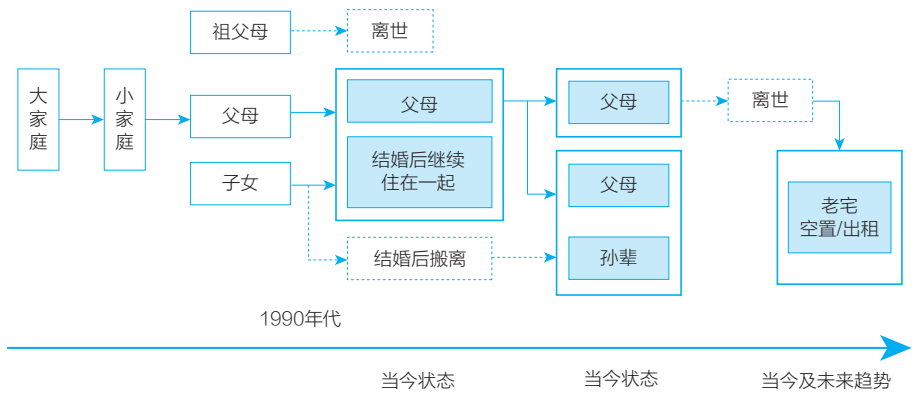 祖父母
离世
大家庭
小家庭
父母
父母
父母
离世
子女
结婚后继续
住在一起
父母
老宅
空置/出租
结婚后搬离
孙辈
1990年代
当今状态
当今状态
当今及未来趋势